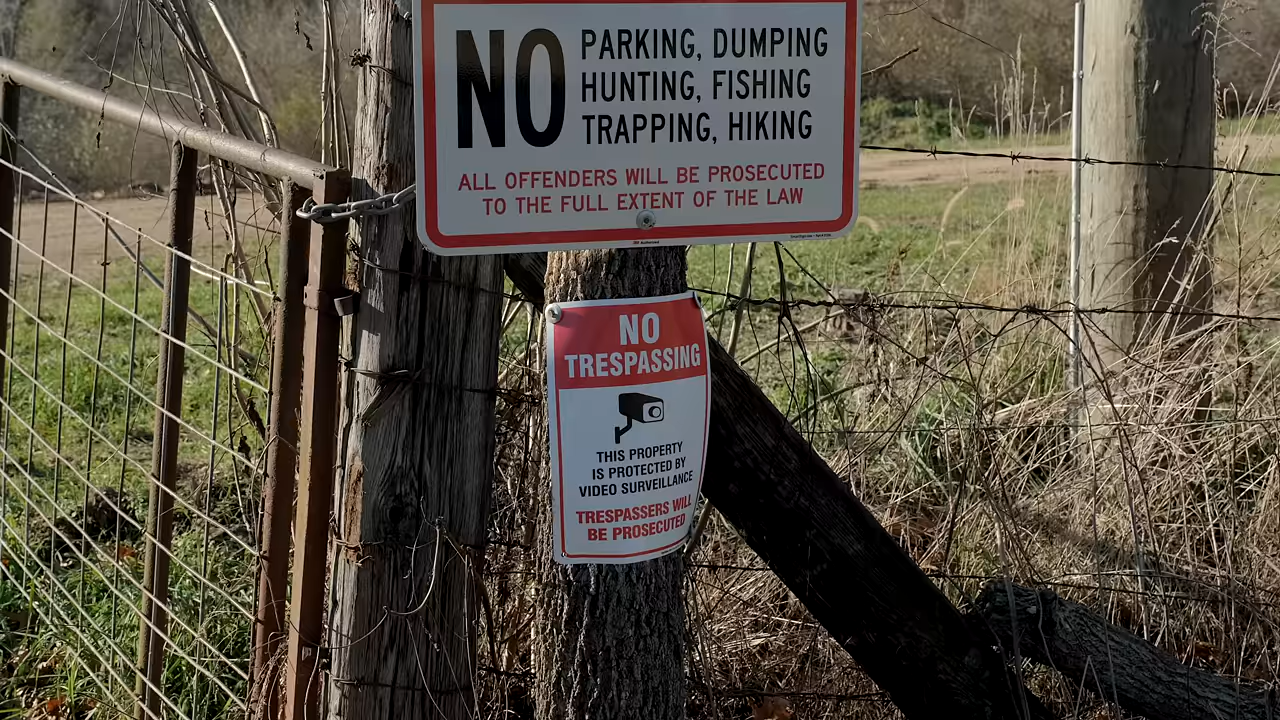 NO PARKING, DUMPING
HUNTING, FISHING
TRAPPING, HIKING
ALL OFFENDERS WILL BE PROSECUTED
TO THE FULL EXTENT OF THE LAW
NO
TRESPASSING
THIS PROPERTY
IS PROTECTED BY
VIDEO SURVEILLANCE
TRESPASSERS WILL
BE PROSECUTED